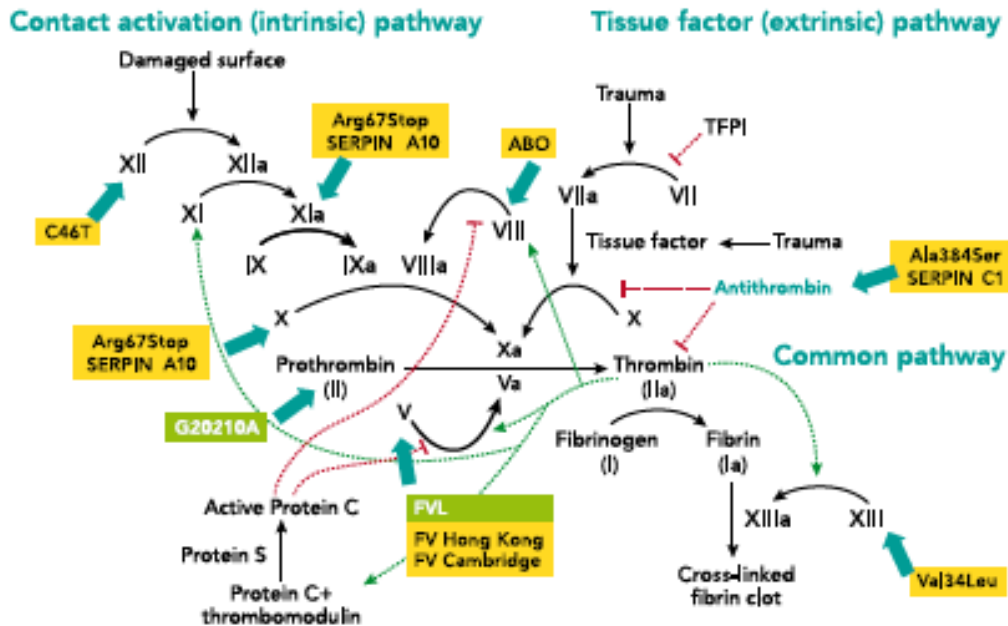 Contact activation (intrinsic) pathway
Tissue factor (extrinsic) pathway
Damaged surface
Trauma
TFPI
Arg67Stop
SERPIN A10
ABO
XII
XIIa
VIIa
VII
C46T
XI
XIa
VIII
IX
IXa
VIIIa
Tissue factor
Trauma
Ala384Ser
SERPIN C1
Antithrombin
X
X
Arg67Stop
SERPIN A10
Xa
Common pathway
Prothrombin
(II)
Va
Thrombin
(IIa)
G20210A
V
Fibrinogen
(I)
Fibrin
(Ia)
Active Protein C
FVL
FV Hong Kong
FV Cambridge
XIIIa
XIII
Protein S
Protein C+
thrombomodulin
Cross-linked
fibrin clot
Val34Leu